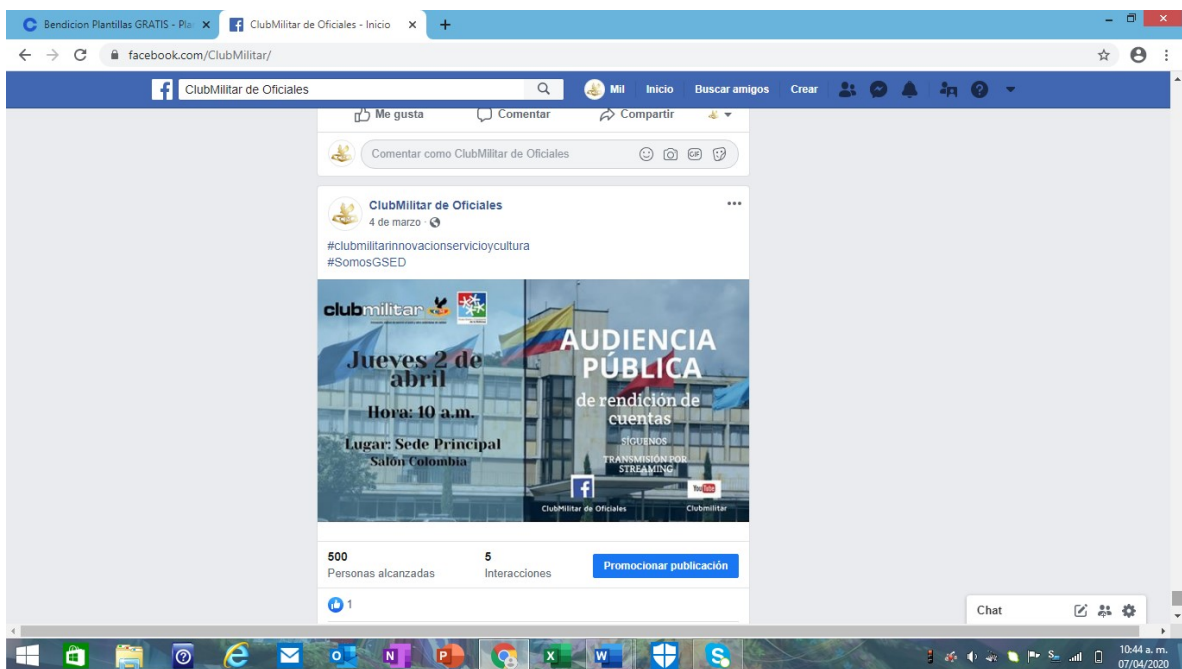 Bendicion Plantillas GRATIS - Pla
ClubMilitar de Oficiales - Inicio
facebook.com/ClubMilitar/
ClubMilitar de Oficiales
Mil
Inicio
Buscar amigos
Crear
Me gusta
Comentar
Compartir
Comentar como ClubMilitar de Oficiales
GIF
ClubMilitar de Oficiales
4 de marzo
#clubmilitarinnovacionservicioycultura
#SomosGSED
clubmilitar
Jueves 2 de
abril
Hora: 10 a.m.
Lugar: Sede Principal
Salón Colombia
AUDIENCIA
PÚBLICA
de rendición de
cuentas
SÍGUENOS
TRANSMISIÓN POR
STREAMING
YouTube
ClubMilitar de Oficiales
Clubmilitar
500
Personas alcanzadas
5
Interacciones
Promocionar publicación
1
Chat
10:44 a. m.
07/04/2020